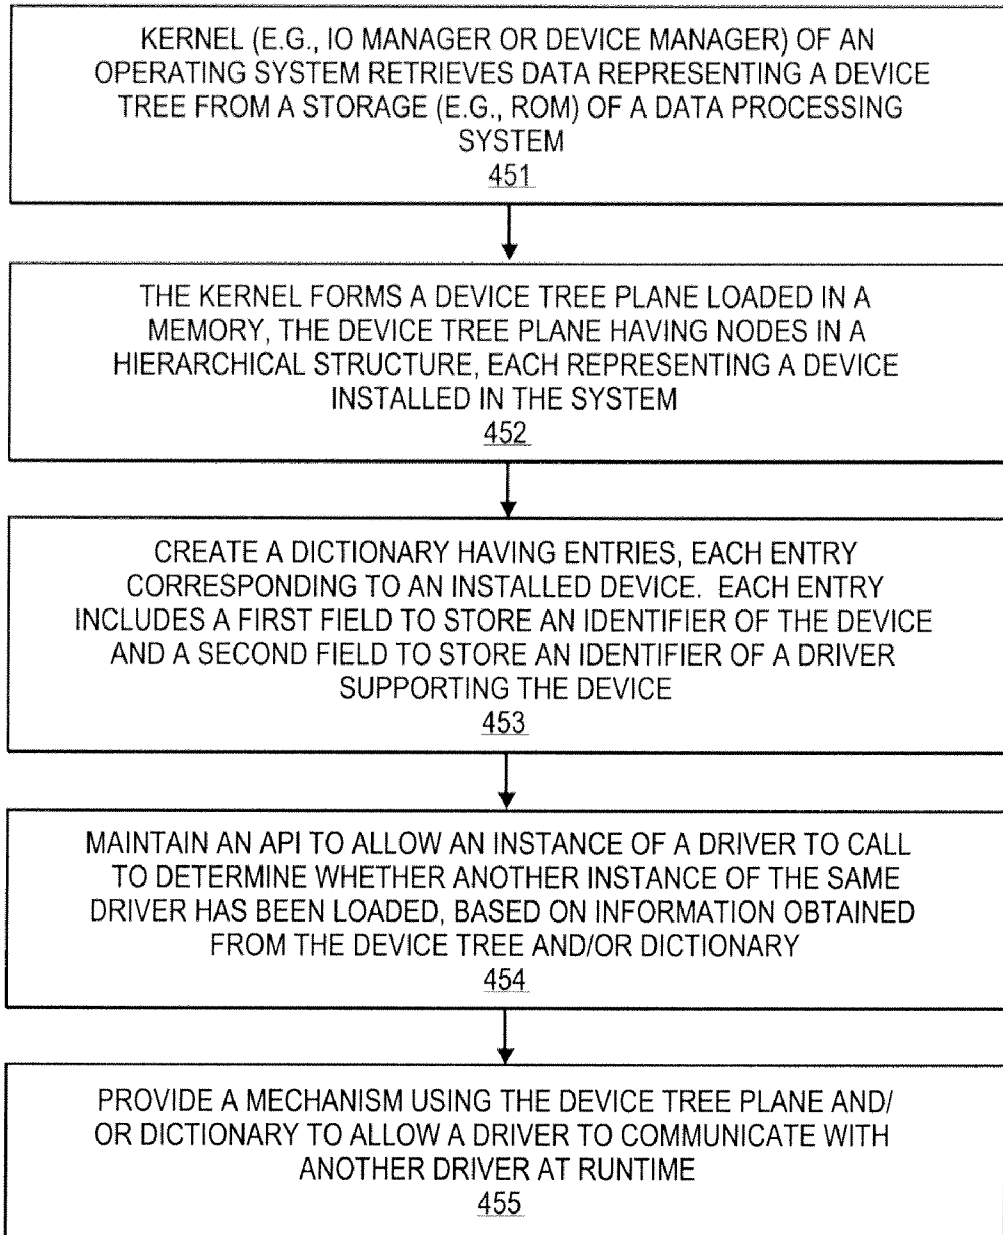 KERNEL (E.G., IO MANAGER OR DEVICE MANAGER) OF AN
OPERATING SYSTEM RETRIEVES DATA REPRESENTING A DEVICE
TREE FROM A STORAGE (E.G., ROM) OF A DATA PROCESSING
SYSTEM
451
THE KERNEL FORMS A DEVICE TREE PLANE LOADED IN A
MEMORY, THE DEVICE TREE PLANE HAVING NODES IN A
HIERARCHICAL STRUCTURE, EACH REPRESENTING A DEVICE
INSTALLED IN THE SYSTEM
452
CREATE A DICTIONARY HAVING ENTRIES, EACH ENTRY
CORRESPONDING TO AN INSTALLED DEVICE. EACH ENTRY
INCLUDES A FIRST FIELD TO STORE AN IDENTIFIER OF THE DEVICE
AND A SECOND FIELD TO STORE AN IDENTIFIER OF A DRIVER
SUPPORTING THE DEVICE
453
MAINTAIN AN API TO ALLOW AN INSTANCE OF A DRIVER TO CALL
TO DETERMINE WHETHER ANOTHER INSTANCE OF THE SAME
DRIVER HAS BEEN LOADED, BASED ON INFORMATION OBTAINED
FROM THE DEVICE TREE AND/OR DICTIONARY
454
PROVIDE A MECHANISM USING THE DEVICE TREE PLANE AND/
OR DICTIONARY TO ALLOW A DRIVER TO COMMUNICATE WITH
ANOTHER DRIVER AT RUNTIME
455